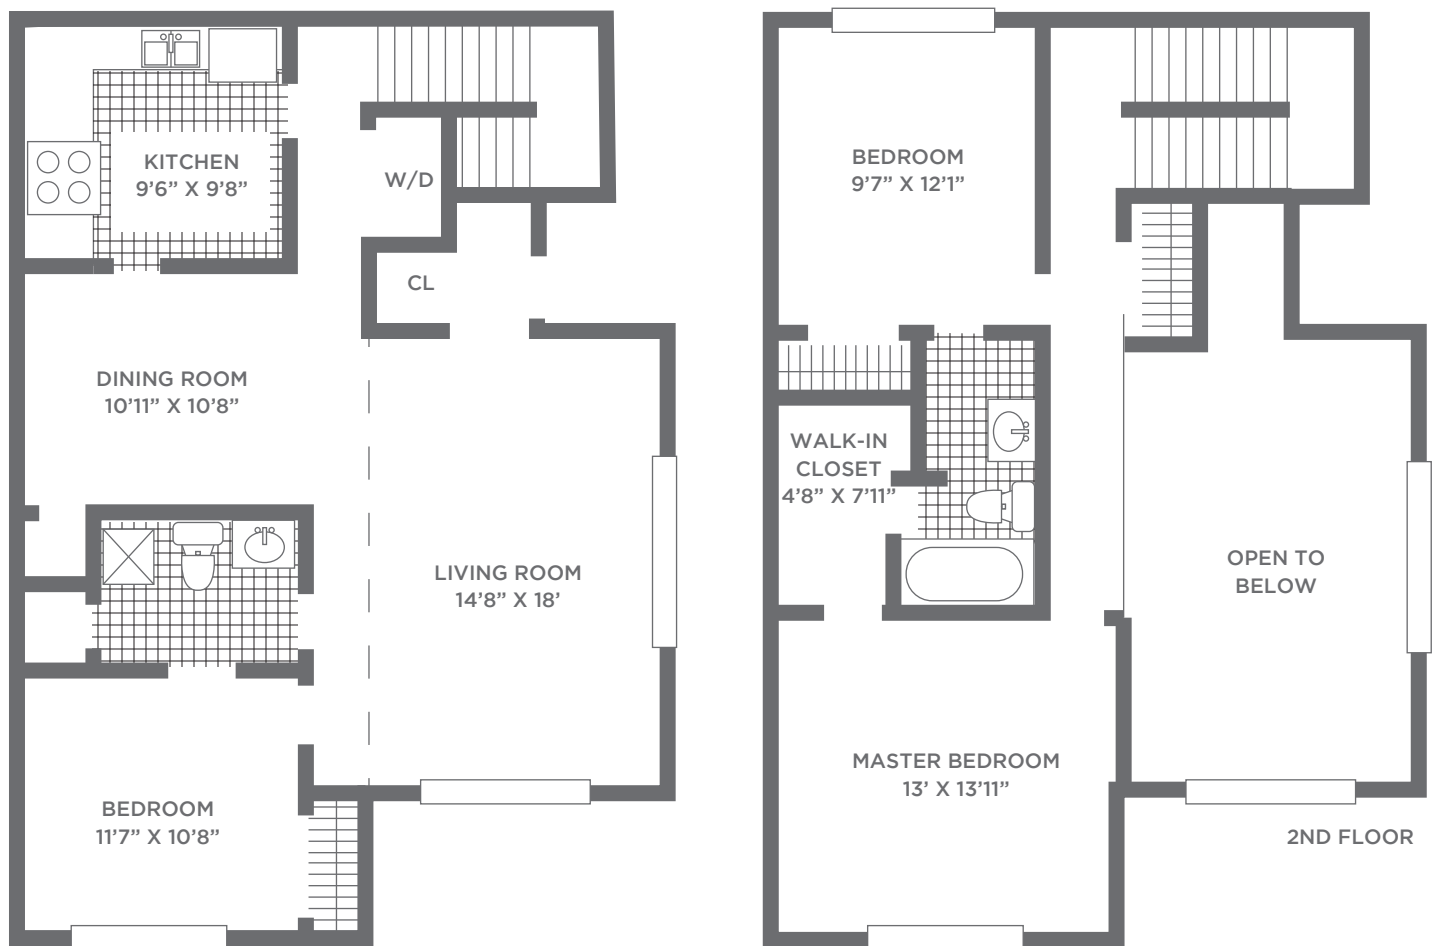 KITCHEN
9’6” X 9’8”
W/D
CL
DINING ROOM
10’11” X 10’8”
LIVING ROOM
14’8” X 18’
BEDROOM
11’7” X 10’8”
BEDROOM
9’7” X 12’1”
WALK-IN
CLOSET
4’8” X 7’11”
OPEN TO
BELOW
MASTER BEDROOM
13’ X 13’11”
2ND FLOOR